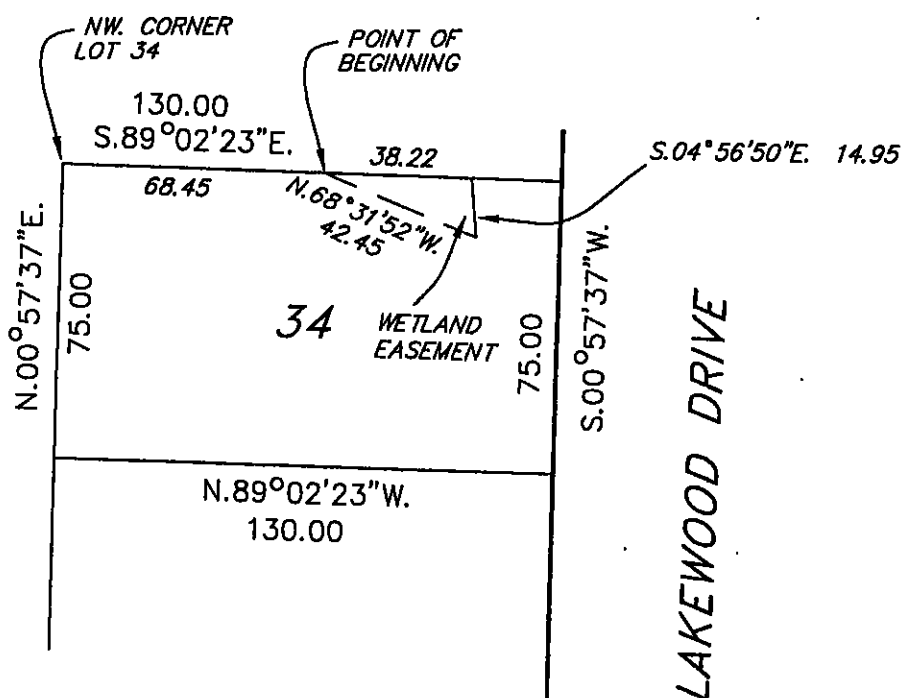 NW. CORNER
LOT 34
POINT OF
BEGINNING
130.00
S.89°02'23"E.
38.22
S.04°56'50"E. 14.95
68.45
N.68°31'52"W.
42.45
N.00°57'37"E.
75.00
34
WETLAND
EASEMENT
75.00
S.00°57'37"W.
LAKEWOOD DRIVE
N.89°02'23"W.
130.00